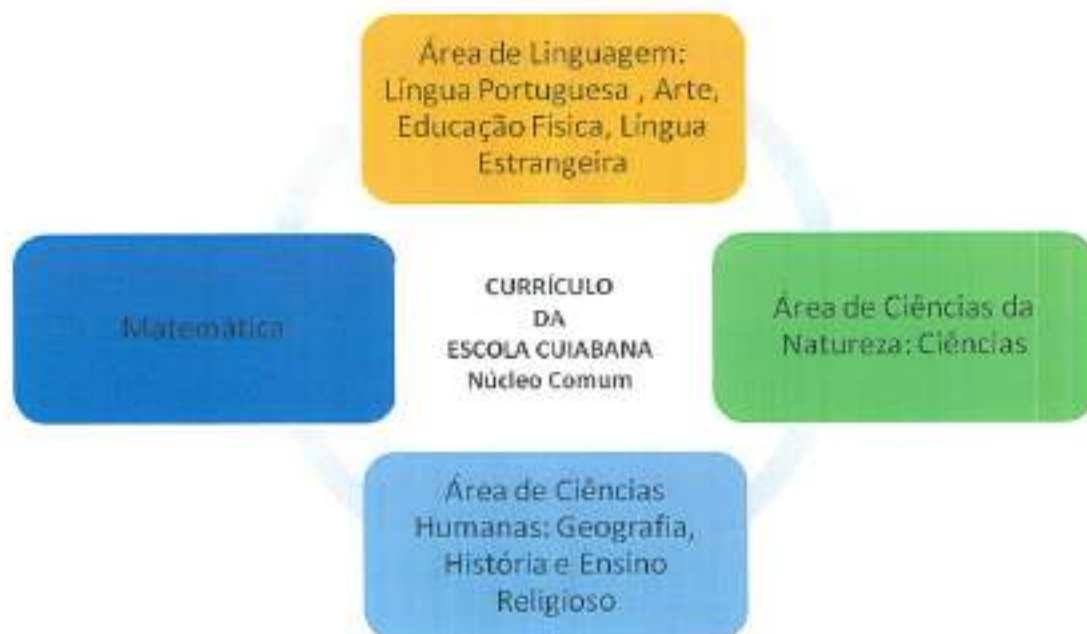 Área de Linguagem:
Língua Portuguesa , Arte,
Educação Física, Língua
Estrangeira
Matemática
CURRÍCULO
DA
ESCOLA CUIABANA
Núcleo Comum
Área de Ciências da
Natureza: Ciências
Área de Ciências
Humanas: Geografia,
História e Ensino
Religioso